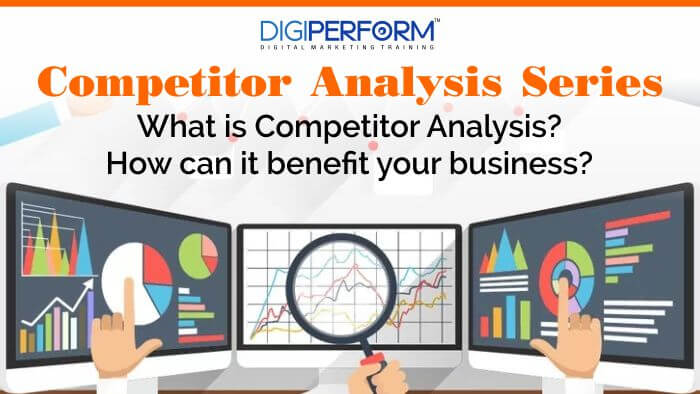 DIGIPERFORM™
DIGITAL MARKETING TRAINING
Competitor Analysis Series
What is Competitor Analysis?
How can it benefit your business?